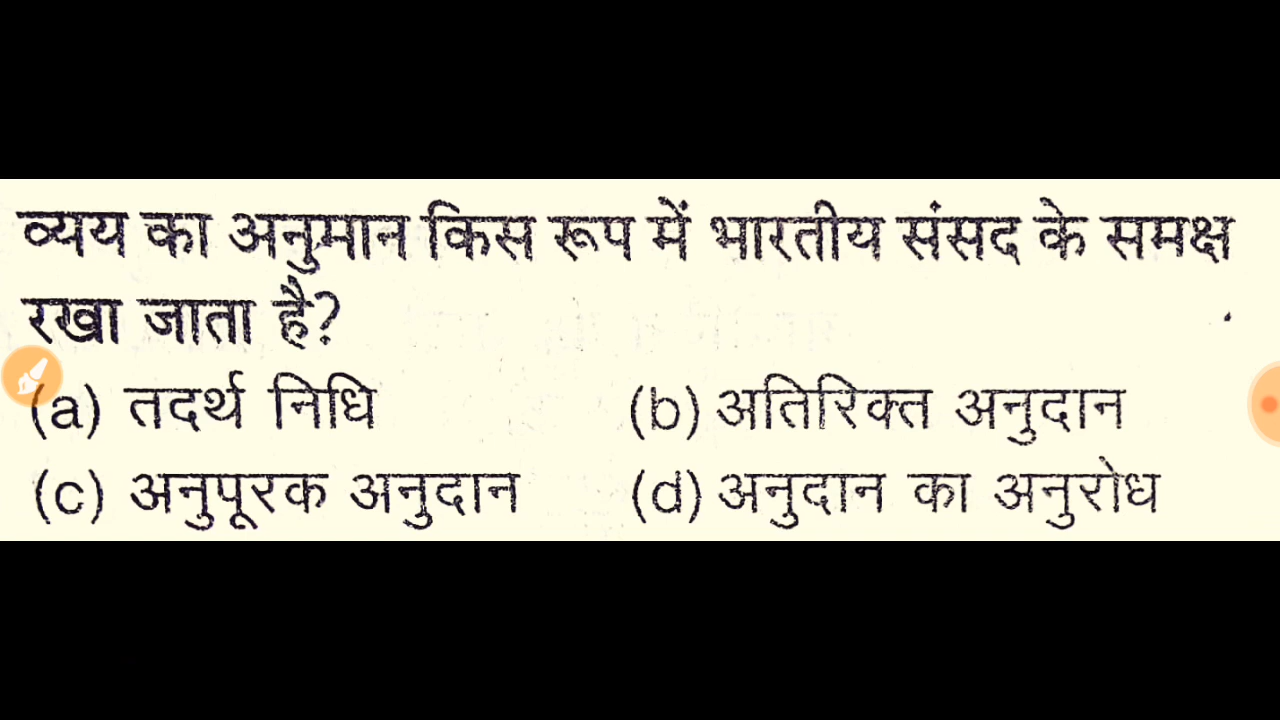 व्यय का अनुमान किस रूप में भारतीय संसद के समक्ष
रखा जाता है?
(a) तदर्थ निधि (b) अतिरिक्त अनुदान
(c) अनुपूरक अनुदान (d) अनुदान का अनुरोध